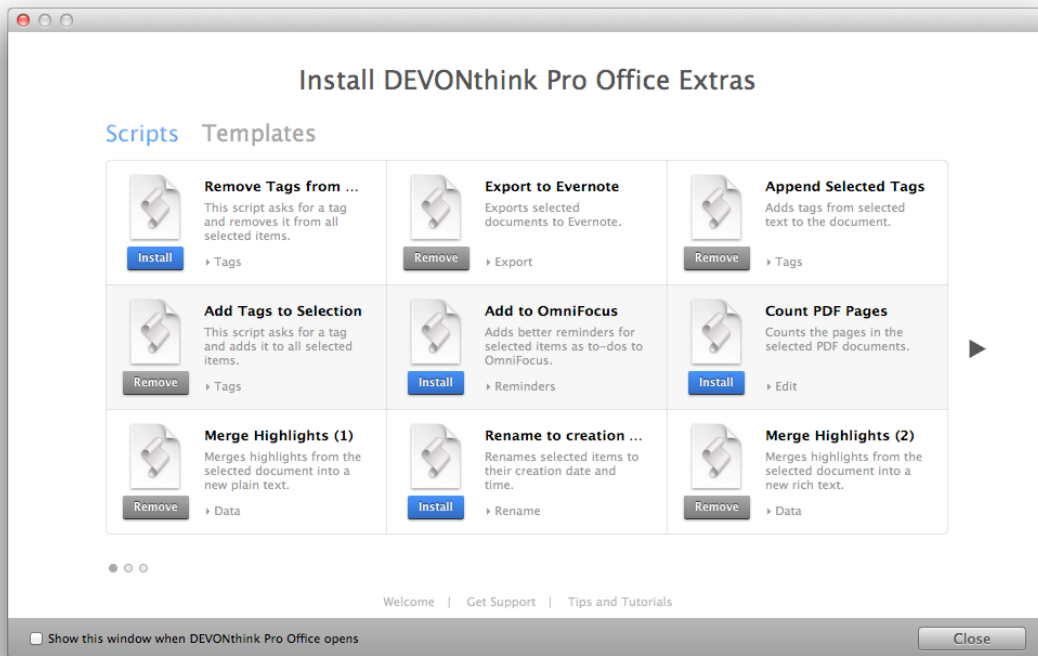 Install DEVONthink Pro Office Extras
Scripts Templates
Remove Tags from ...
This script asks for a tag
and removes it from all
selected items.
Install
Tags
Export to Evernote
Exports selected
documents to Evernote.
Remove
Export
Append Selected Tags
Adds tags from selected
text to the document.
Remove
Tags
Add Tags to Selection
This script asks for a tag
and adds it to all selected
items.
Remove
Tags
Add to OmniFocus
Adds better reminders for
selected items as to-dos to
OmniFocus.
Install
Reminders
Count PDF Pages
Counts the pages in the
selected PDF documents.
Install
Edit
Merge Highlights (1)
Merges highlights from the
selected document into a
new plain text.
Remove
Data
Rename to creation ...
Renames selected items to
their creation date and
time.
Install
Rename
Merge Highlights (2)
Merges highlights from the
selected document into a
new rich text.
Remove
Data
Welcome | Get Support | Tips and Tutorials
Show this window when DEVONthink Pro Office opens
Close